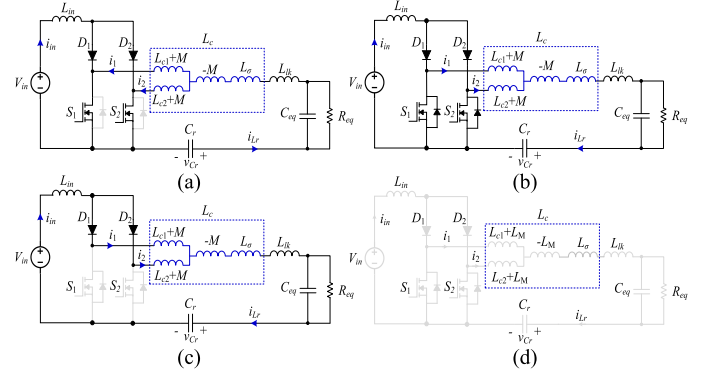 L_in
D_1 D_2 L_c
i_in i_1 L_c1+M -M L_σ L_lk
V_in i_2 L_c2+M
S_1 S_2 C_eq R_eq
C_r
- v_Cr + i_Lr
(a)
L_in
D_1 D_2 L_c
i_in i_1 L_c1+M -M L_σ L_lk
V_in i_2 L_c2+M
S_1 S_2 C_eq R_eq
C_r
- v_Cr + i_Lr
(b)
L_in
D_1 D_2 L_c
i_in i_1 L_c1+M -M L_σ L_lk
V_in i_2 L_c2+M
S_1 S_2 C_eq R_eq
C_r
- v_Cr + i_Lr
(c)
L_in
D_1 D_2 L_c
i_in i_1 L_c1+L_M -L_M L_σ L_lk
V_in i_2 L_c2+L_M
S_1 S_2 C_eq R_eq
C_r
- v_Cr + i_Lr
(d)